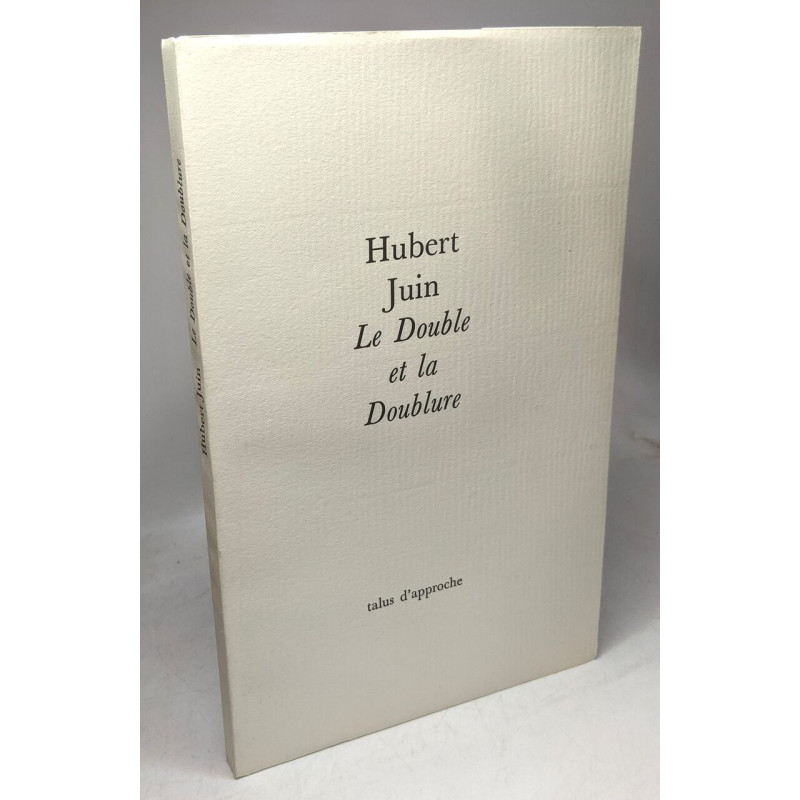 Hubert
Juin
Le Double
et la
Doublure
talus d'approche
Hubert Juin Le Double et la Doublure